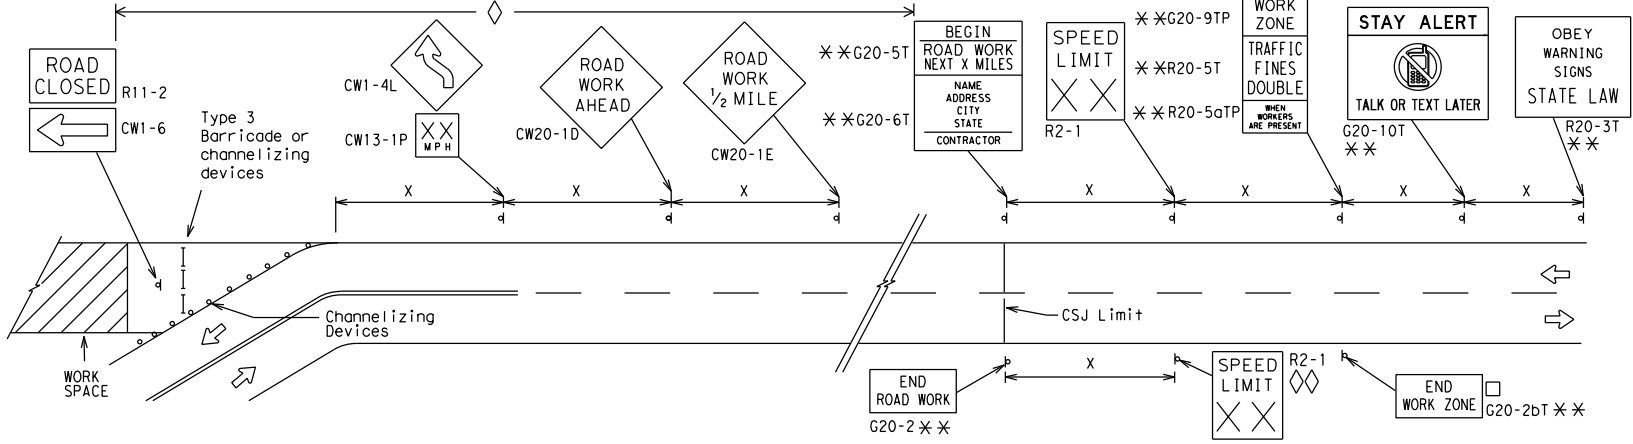 ROAD
CLOSED
R11-2
CW1-6
Type 3
Barricade or
channelizing
devices
CW1-4L
XX
MPH
CW13-1P
ROAD
WORK
AHEAD
CW20-1D
ROAD
WORK
1/2 MILE
CW20-1E
**G20-5T
BEGIN
ROAD WORK
NEXT X MILES
**G20-6T
NAME
ADDRESS
CITY
STATE
CONTRACTOR
SPEED
LIMIT
XX
R2-1
**G20-9TP
WORK
ZONE
**R20-5T
TRAFFIC
FINES
DOUBLE
**R20-5aTP
WHEN
WORKERS
ARE PRESENT
STAY ALERT
TALK OR TEXT LATER
G20-10T
**
OBEY
WARNING
SIGNS
STATE LAW
R20-3T
**
X
X
X
X
X
X
X
Channelizing
Devices
WORK
SPACE
CSJ Limit
X
END
ROAD WORK
G20-2**
SPEED
LIMIT
XX
R2-1
END
WORK ZONE
G20-2bT**